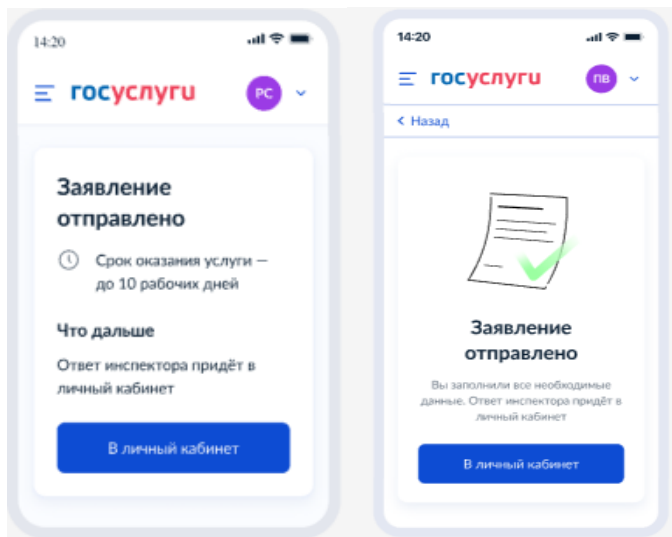 14:20
госуслуги
РС
Заявление
отправлено
Срок оказания услуги —
до 10 рабочих дней
Что дальше
Ответ инспектора придёт в
личный кабинет
В личный кабинет
14:20
госуслуги
ПВ
Назад
Заявление
отправлено
Вы заполнили все необходимые
данные. Ответ инспектора придёт в
личный кабинет
В личный кабинет